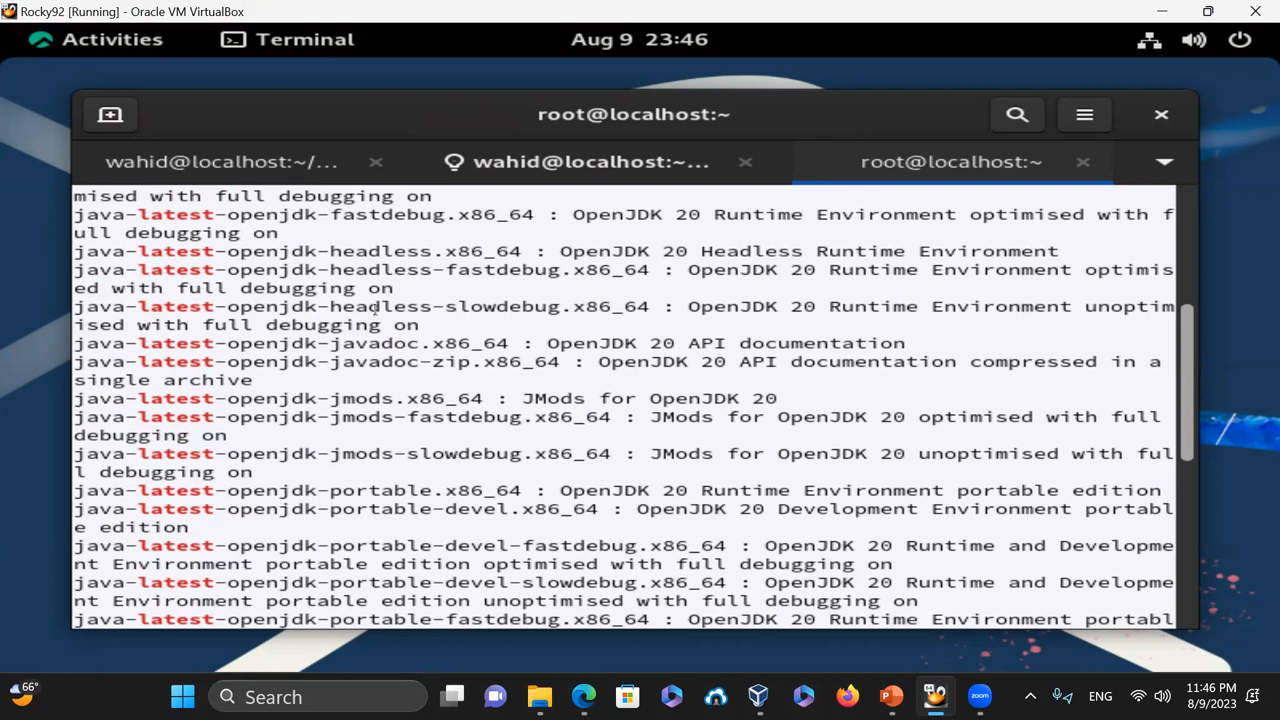 Rocky92 [Running] - Oracle VM VirtualBox
Activities
Terminal
Aug 9 23:46
root@localhost:~
wahid@localhost:~/...
wahid@localhost:~...
root@localhost:~
mised with full debugging on
java-latest-openjdk-fastdebug.x86_64 : OpenJDK 20 Runtime Environment optimised with f
ull debugging on
java-latest-openjdk-headless.x86_64 : OpenJDK 20 Headless Runtime Environment
java-latest-openjdk-headless-fastdebug.x86_64 : OpenJDK 20 Runtime Environment optimis
ed with full debugging on
java-latest-openjdk-headless-slowdebug.x86_64 : OpenJDK 20 Runtime Environment unoptim
ised with full debugging on
java-latest-openjdk-javadoc.x86_64 : OpenJDK 20 API documentation
java-latest-openjdk-javadoc-zip.x86_64 : OpenJDK 20 API documentation compressed in a
single archive
java-latest-openjdk-jmods.x86_64 : JMods for OpenJDK 20
java-latest-openjdk-jmods-fastdebug.x86_64 : JMods for OpenJDK 20 optimised with full
debugging on
java-latest-openjdk-jmods-slowdebug.x86_64 : JMods for OpenJDK 20 unoptimised with ful
l debugging on
java-latest-openjdk-portable.x86_64 : OpenJDK 20 Runtime Environment portable edition
java-latest-openjdk-portable-devel.x86_64 : OpenJDK 20 Development Environment portabl
e edition
java-latest-openjdk-portable-devel-fastdebug.x86_64 : OpenJDK 20 Runtime and Developme
nt Environment portable edition optimised with full debugging on
java-latest-openjdk-portable-devel-slowdebug.x86_64 : OpenJDK 20 Runtime and Developme
nt Environment portable edition unoptimised with full debugging on
java-latest-openjdk-portable-fastdebug.x86_64 : OpenJDK 20 Runtime Environment portabl
66°
Search
ENG
11:46 PM
8/9/2023